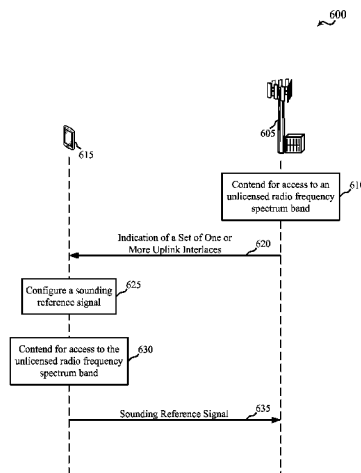 600
605
615
Contend for access to an
unlicensed radio frequency
spectrum band
610
Indication of a Set of One or
More Uplink Interlaces
620
Configure a sounding
reference signal
625
Contend for access to the
unlicensed radio frequency
spectrum band
630
Sounding Reference Signal
635